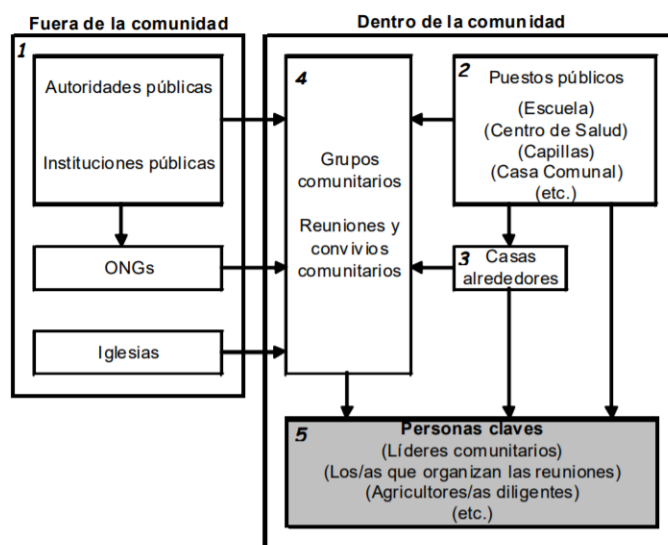 Fuera de la comunidad
Dentro de la comunidad
1
Autoridades públicas
Instituciones públicas
ONGs
Iglesias
4
Grupos
comunitarios
Reuniones y
convivios
comunitarios
2
Puestos públicos
(Escuela)
(Centro de Salud)
(Capillas)
(Casa Comunal)
(etc.)
3
Casas
alrededores
5
Personas claves
(Líderes comunitarios)
(Los/as que organizan las reuniones)
(Agricultores/as diligentes)
(etc.)